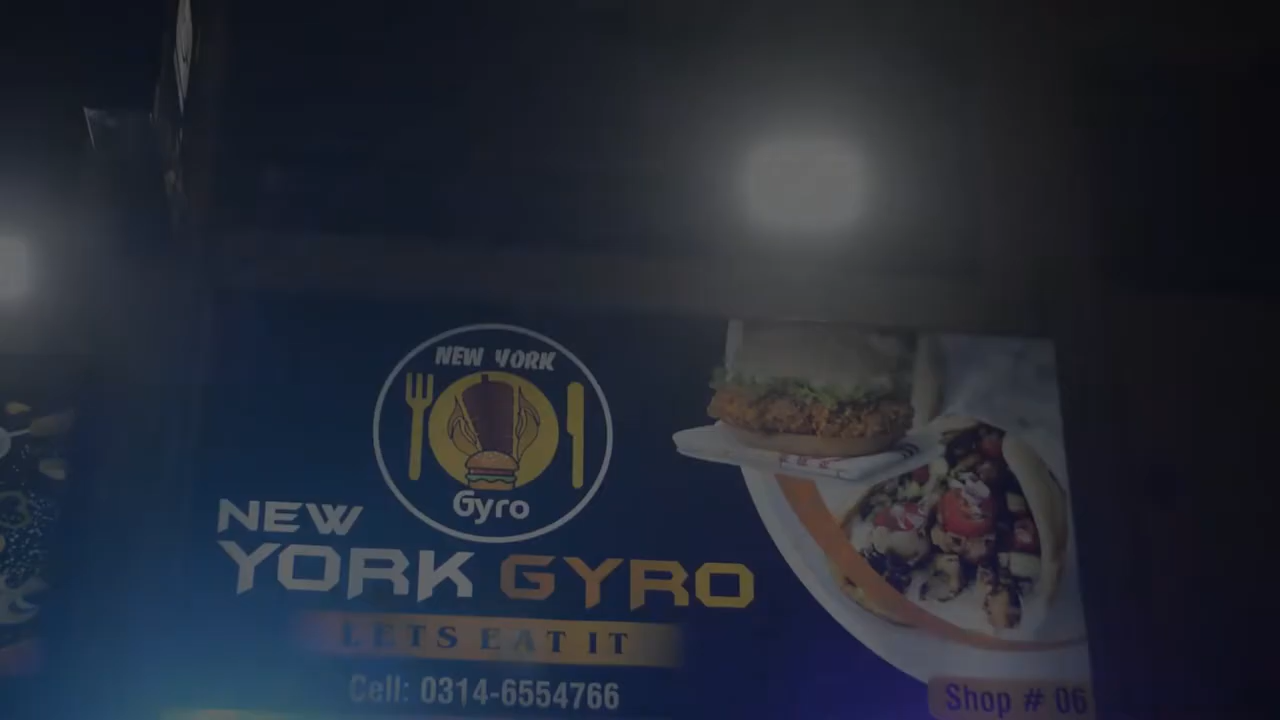 NEW YORK
Gyro
NEW
YORK GYRO
LETS EAT IT
Cell: 0314-6554766
Shop # 06